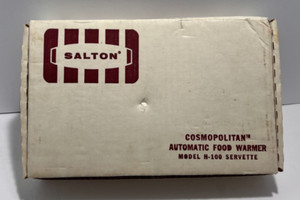 SALTON®
COSMOPOLITAN™
AUTOMATIC FOOD WARMER
MODEL H-100 SERVETTE